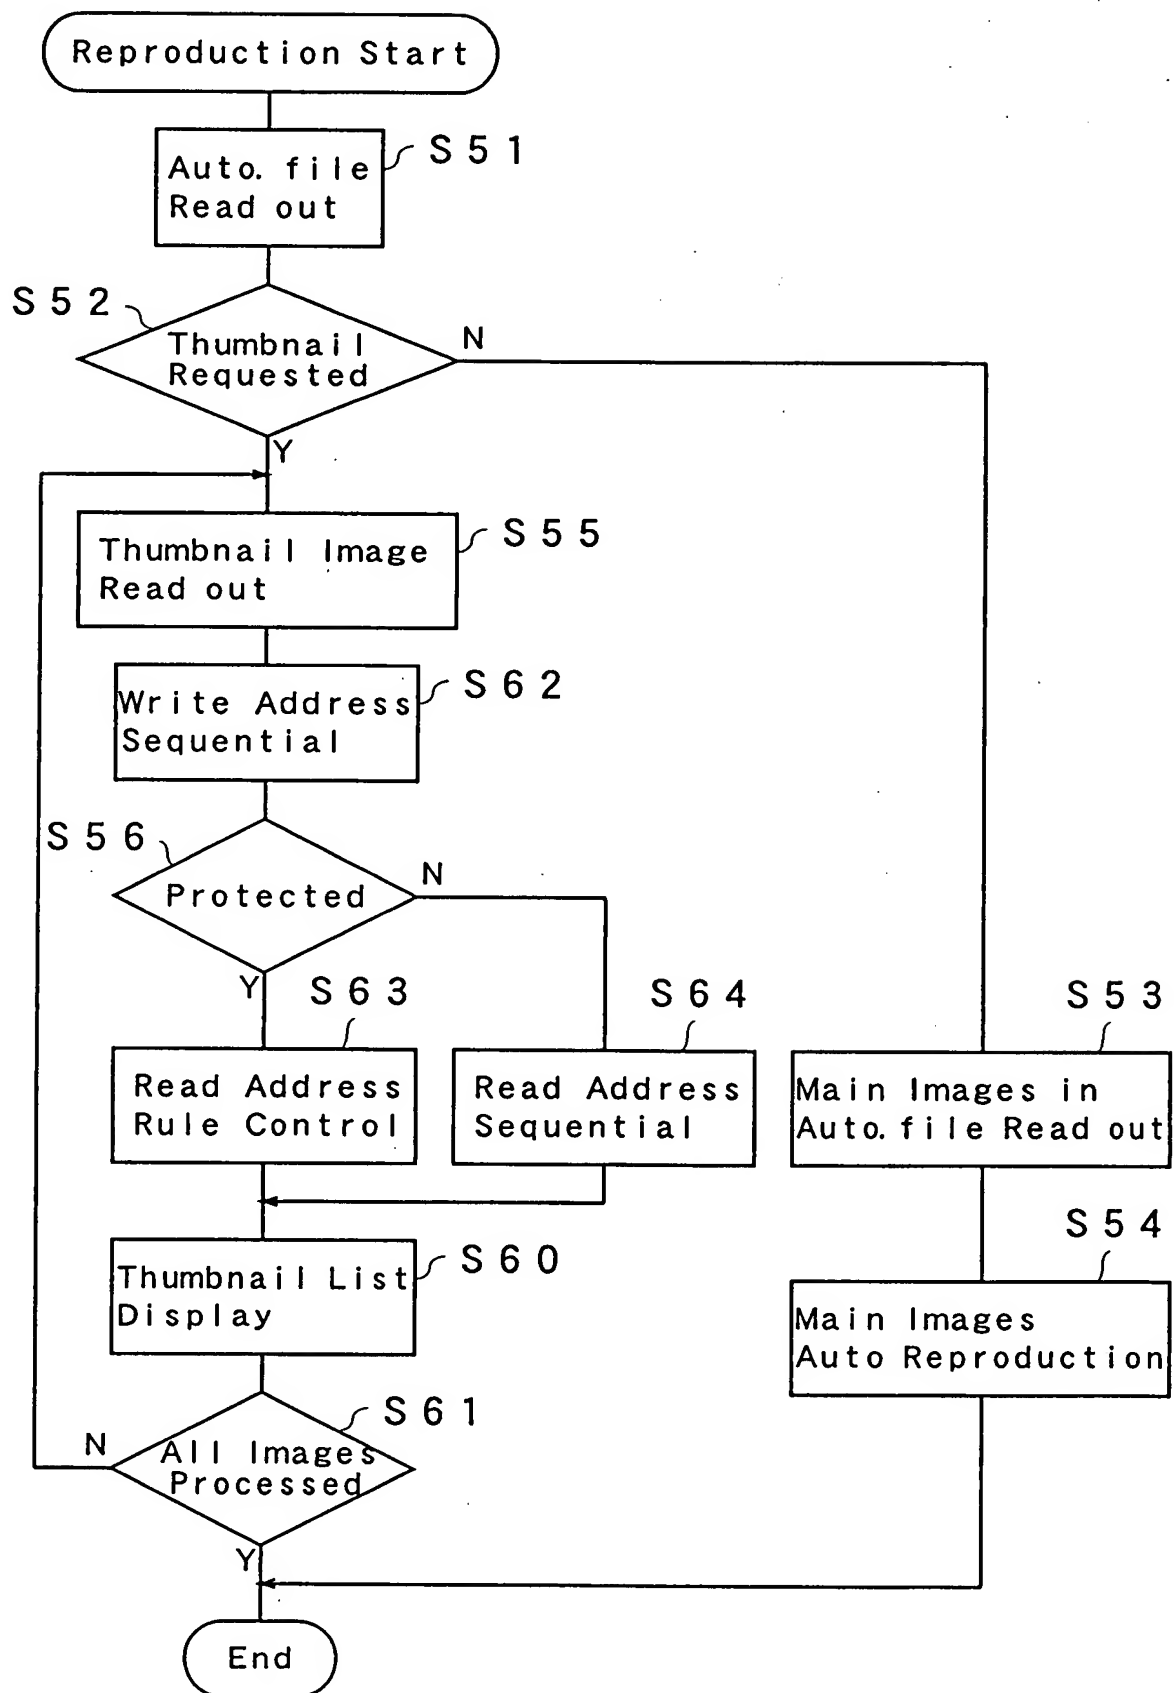 Reproduction Start
S51
Auto. file
Read out
S52
Thumbnail
Requested
N
Y
S55
Thumbnail Image
Read out
S62
Write Address
Sequential
S56
Protected
N
Y
S63
S64
S53
Read Address
Rule Control
Read Address
Sequential
Main Images in
Auto. file Read out
S54
S60
Thumbnail List
Display
Main Images
Auto Reproduction
S61
N
All Images
Processed
Y
End